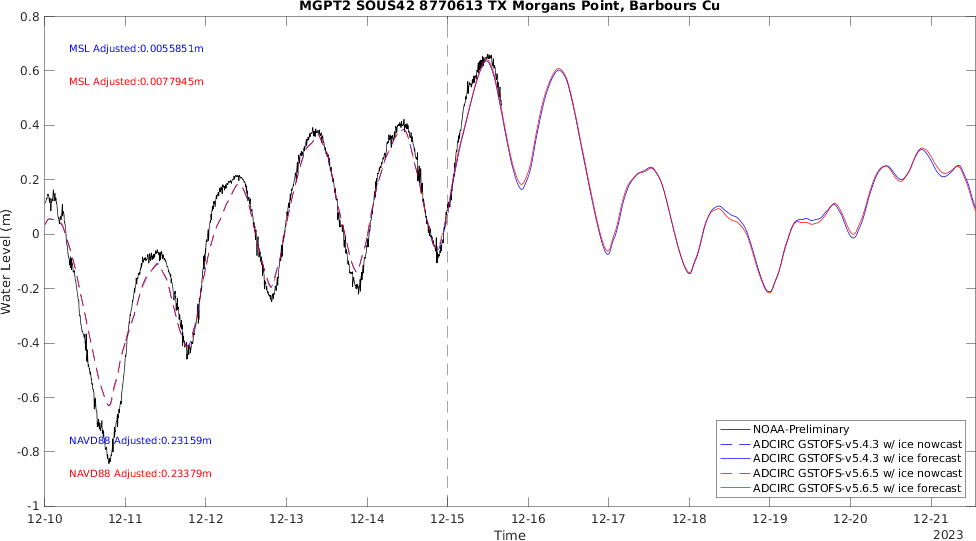 MGPT2 SOUS42 8770613 TX Morgans Point, Barbours Cu
0.8
0.6
0.4
0.2
0
-0.2
-0.4
-0.6
-0.8
-1
Water Level (m)
MSL Adjusted:0.0055851m
MSL Adjusted:0.0077945m
NAVD88 Adjusted:0.23159m
NAVD88 Adjusted:0.23379m
NOAA-Preliminary
ADCIRC GSTOFS-v5.4.3 w/ ice nowcast
ADCIRC GSTOFS-v5.4.3 w/ ice forecast
ADCIRC GSTOFS-v5.6.5 w/ ice nowcast
ADCIRC GSTOFS-v5.6.5 w/ ice forecast
12-10 12-11 12-12 12-13 12-14 12-15 12-16 12-17 12-18 12-19 12-20 12-21
Time
2023